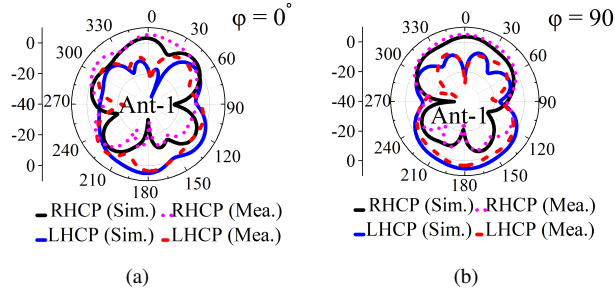 φ = 0°
0
330
30
300
60
270
90
240
120
210
150
180
0
-20
-40
-20
0
Ant-1
RHCP (Sim.)
RHCP (Mea.)
LHCP (Sim.)
LHCP (Mea.)
(a)
φ = 90
0
330
30
300
60
270
90
240
120
210
150
180
0
-20
-40
-20
0
Ant-1
RHCP (Sim.)
RHCP (Mea.)
LHCP (Sim.)
LHCP (Mea.)
(b)